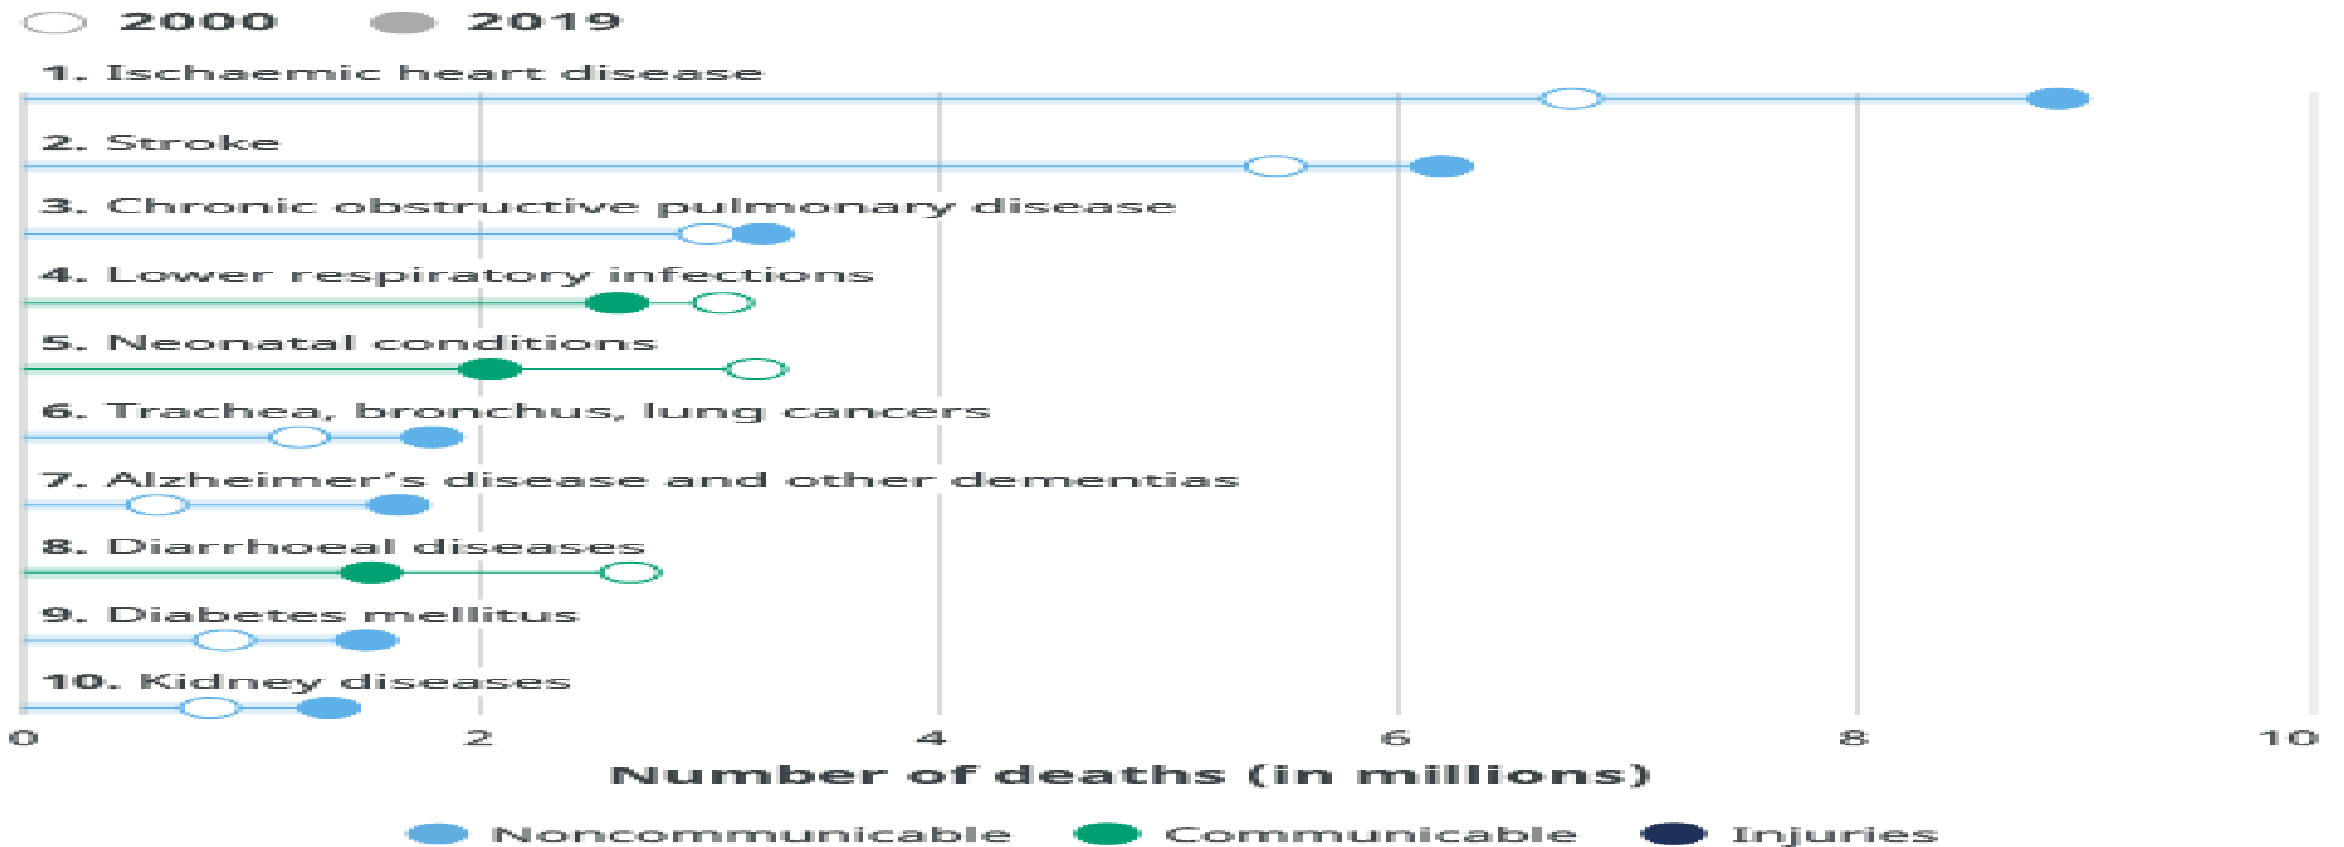 2000 2019
1. Ischaemic heart disease
2. Stroke
3. Chronic obstructive pulmonary disease
4. Lower respiratory infections
5. Neonatal conditions
6. Trachea, bronchus, lung cancers
7. Alzheimer's disease and other dementias
8. Diarrhoeal diseases
9. Diabetes mellitus
10. Kidney diseases
0 2 4 6 8 10
Number of deaths (in millions)
Noncommunicable Communicable Injuries